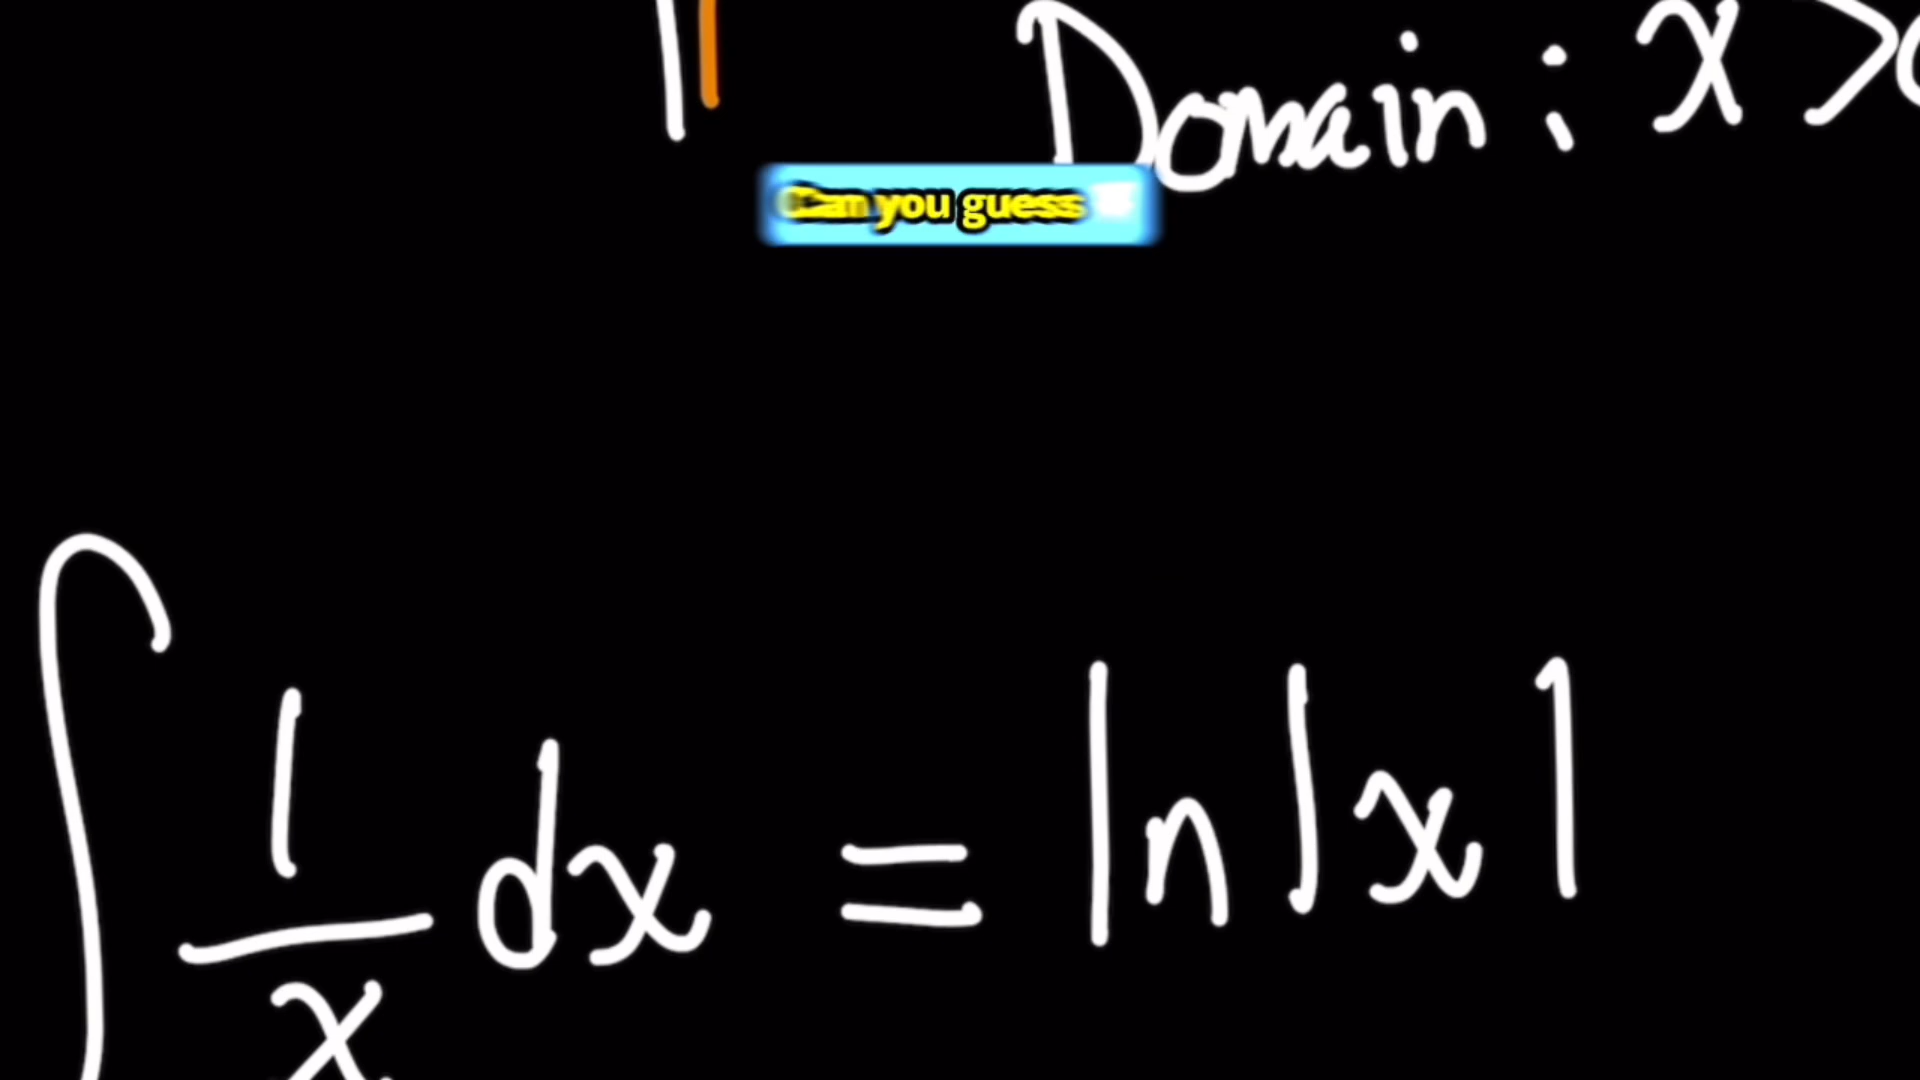 Domain: x >
Can you guess
∫ 1/x dx = ln|x|